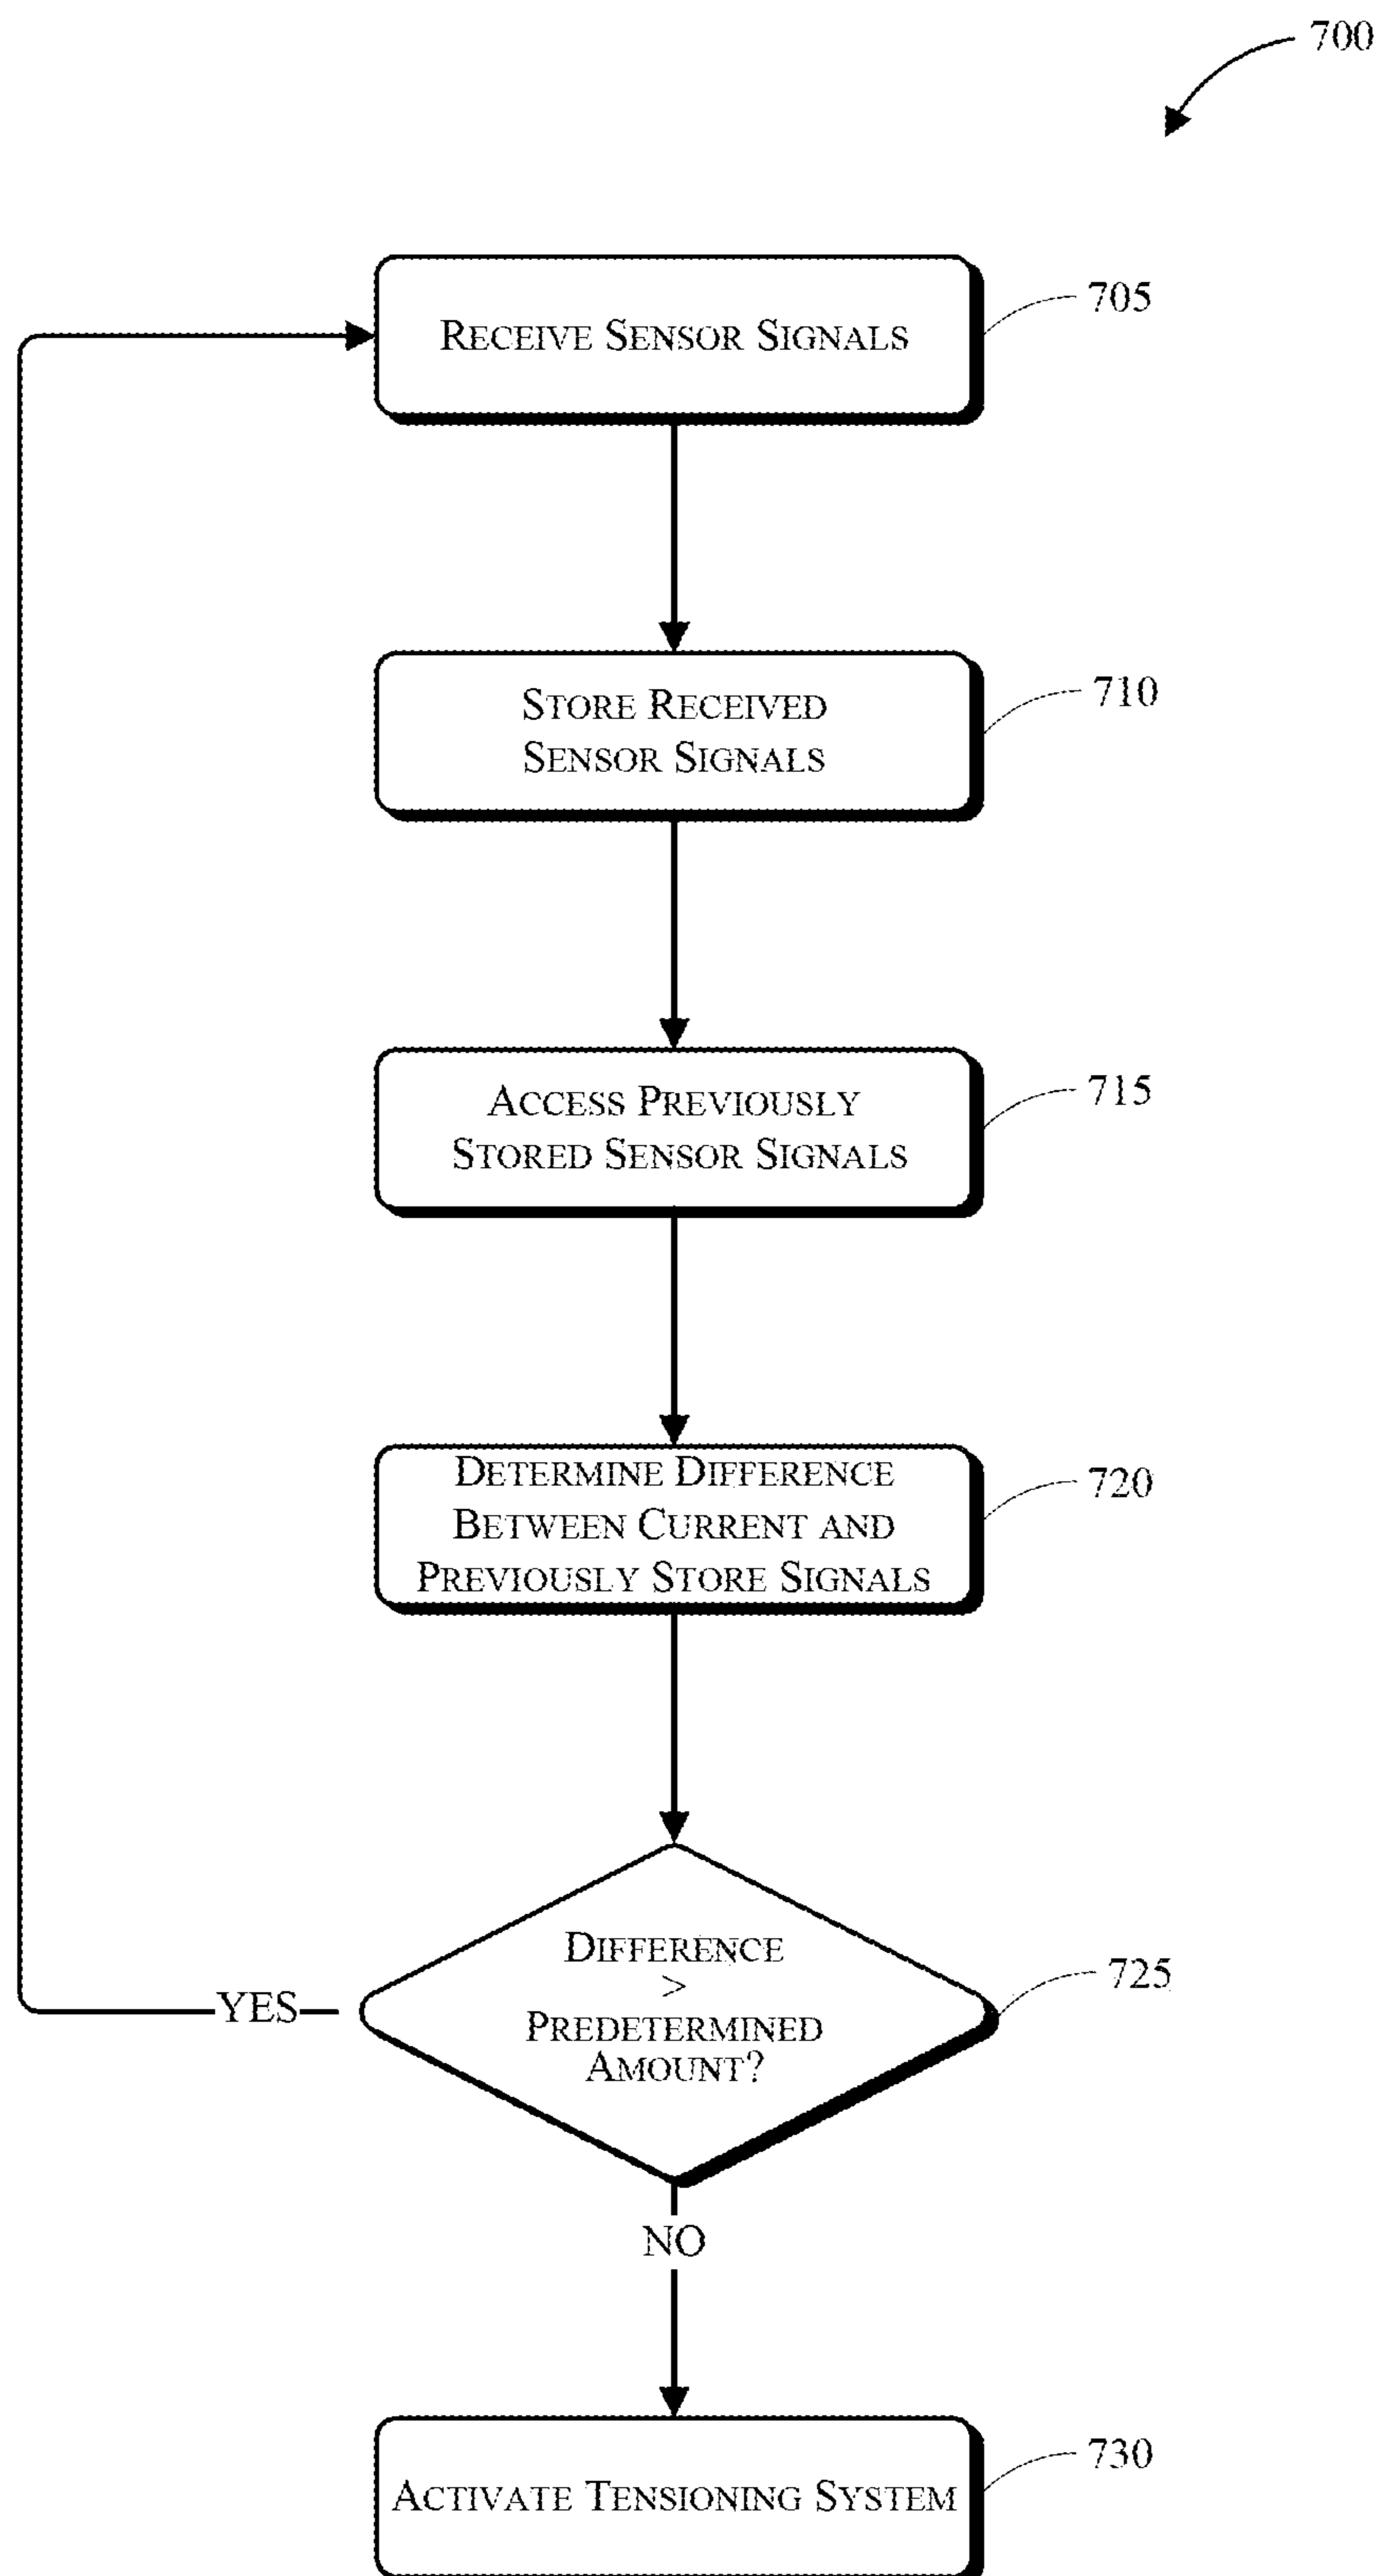 700
RECEIVE SENSOR SIGNALS
705
STORE RECEIVED
SENSOR SIGNALS
710
ACCESS PREVIOUSLY
STORED SENSOR SIGNALS
715
DETERMINE DIFFERENCE
BETWEEN CURRENT AND
PREVIOUSLY STORE SIGNALS
720
DIFFERENCE
>
PREDETERMINED
AMOUNT?
725
YES
NO
ACTIVATE TENSIONING SYSTEM
730